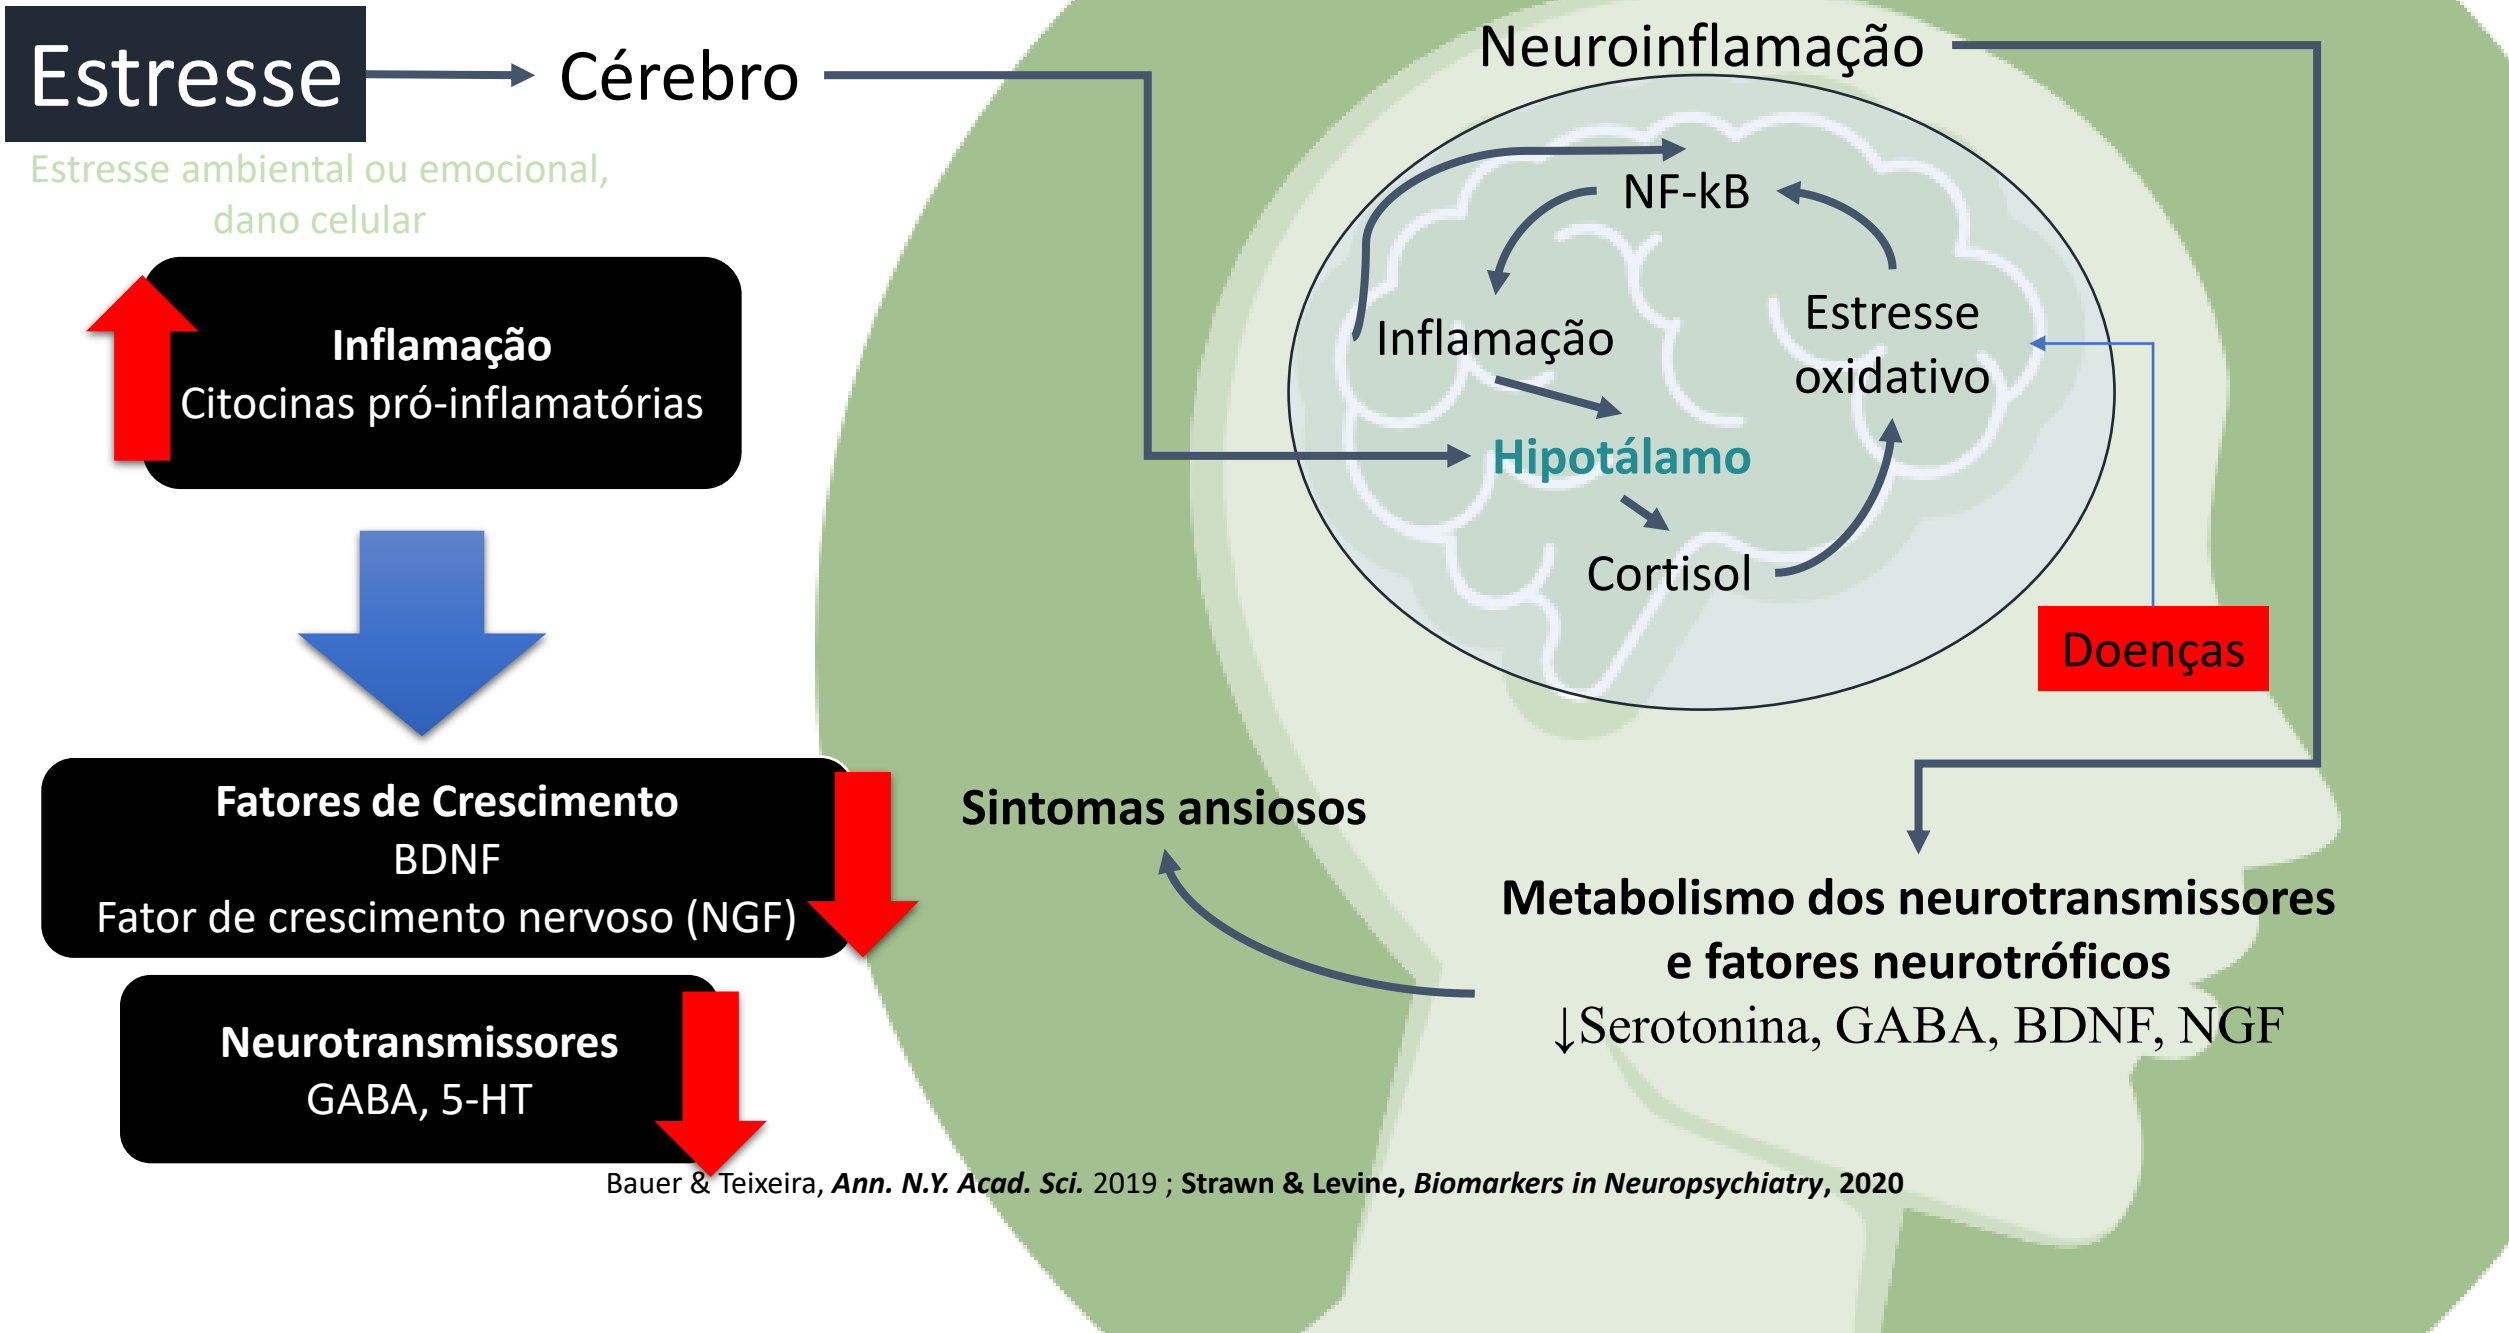 Estresse
Cérebro
Estresse ambiental ou emocional,
dano celular
Inflamação
Citocinas pró-inflamatórias
Fatores de Crescimento
BDNF
Fator de crescimento nervoso (NGF)
Neurotransmissores
GABA, 5-HT
Neuroinflamação
NF-kB
Inflamação
Estresse
oxidativo
Hipotálamo
Cortisol
Doenças
Sintomas ansiosos
Metabolismo dos neurotransmissores
e fatores neurotróficos
↓Serotonina, GABA, BDNF, NGF
Bauer & Teixeira, Ann. N.Y. Acad. Sci. 2019 ; Strawn & Levine, Biomarkers in Neuropsychiatry, 2020